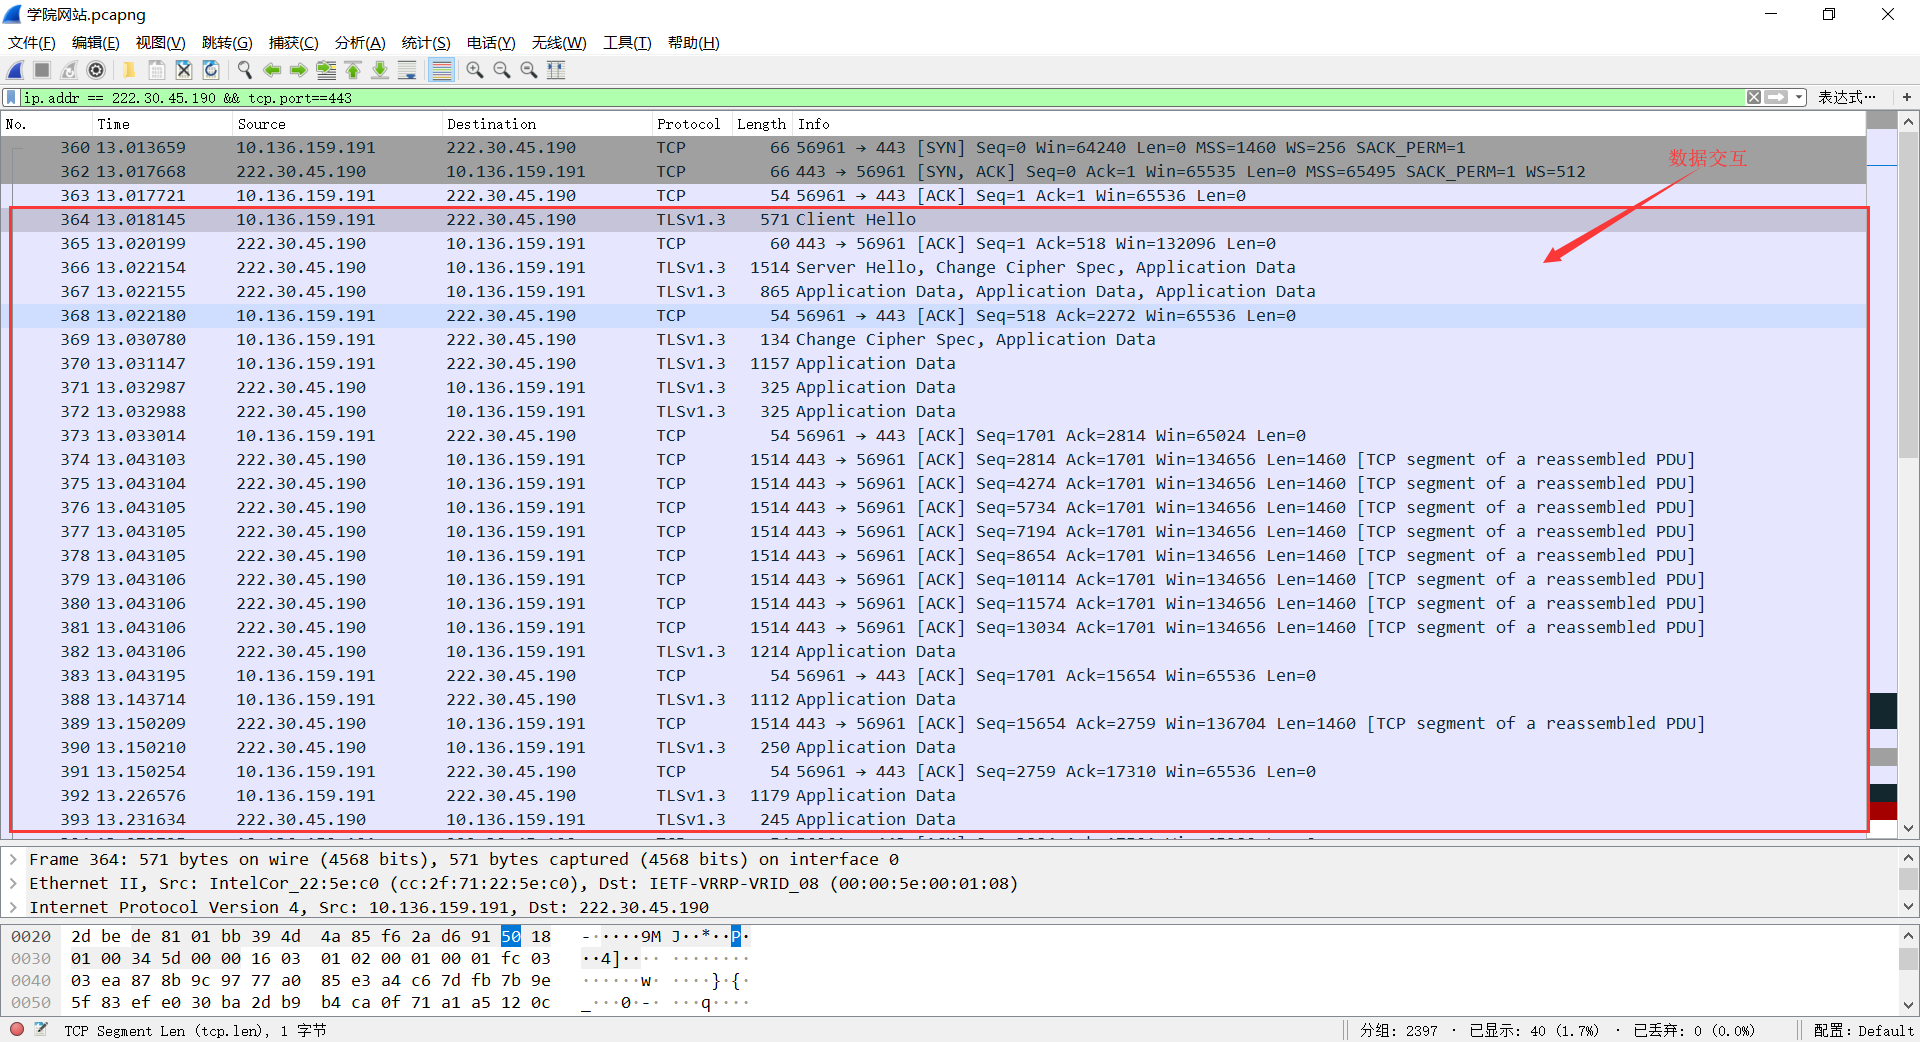 学院网站.pcapng
文件(F) 编辑(E) 视图(V) 跳转(G) 捕获(C) 分析(A) 统计(S) 电话(Y) 无线(W) 工具(T) 帮助(H)
ip.addr == 222.30.45.190 && tcp.port==443 表达式… +
No. Time Source Destination Protocol Length Info
360 13.013659 10.136.159.191 222.30.45.190 TCP 66 56961 → 443 [SYN] Seq=0 Win=64240 Len=0 MSS=1460 WS=256 SACK_PERM=1
数据交互
362 13.017668 222.30.45.190 10.136.159.191 TCP 66 443 → 56961 [SYN, ACK] Seq=0 Ack=1 Win=65535 Len=0 MSS=65495 SACK_PERM=1 WS=512
363 13.017721 10.136.159.191 222.30.45.190 TCP 54 56961 → 443 [ACK] Seq=1 Ack=1 Win=65536 Len=0
364 13.018145 10.136.159.191 222.30.45.190 TLSv1.3 571 Client Hello
365 13.020199 222.30.45.190 10.136.159.191 TCP 60 443 → 56961 [ACK] Seq=1 Ack=518 Win=132096 Len=0
366 13.022154 222.30.45.190 10.136.159.191 TLSv1.3 1514 Server Hello, Change Cipher Spec, Application Data
367 13.022155 222.30.45.190 10.136.159.191 TLSv1.3 865 Application Data, Application Data, Application Data
368 13.022180 10.136.159.191 222.30.45.190 TCP 54 56961 → 443 [ACK] Seq=518 Ack=2272 Win=65536 Len=0
369 13.030780 10.136.159.191 222.30.45.190 TLSv1.3 134 Change Cipher Spec, Application Data
370 13.031147 10.136.159.191 222.30.45.190 TLSv1.3 1157 Application Data
371 13.032987 222.30.45.190 10.136.159.191 TLSv1.3 325 Application Data
372 13.032988 222.30.45.190 10.136.159.191 TLSv1.3 325 Application Data
373 13.033014 10.136.159.191 222.30.45.190 TCP 54 56961 → 443 [ACK] Seq=1701 Ack=2814 Win=65024 Len=0
374 13.043103 222.30.45.190 10.136.159.191 TCP 1514 443 → 56961 [ACK] Seq=2814 Ack=1701 Win=134656 Len=1460 [TCP segment of a reassembled PDU]
375 13.043104 222.30.45.190 10.136.159.191 TCP 1514 443 → 56961 [ACK] Seq=4274 Ack=1701 Win=134656 Len=1460 [TCP segment of a reassembled PDU]
376 13.043105 222.30.45.190 10.136.159.191 TCP 1514 443 → 56961 [ACK] Seq=5734 Ack=1701 Win=134656 Len=1460 [TCP segment of a reassembled PDU]
377 13.043105 222.30.45.190 10.136.159.191 TCP 1514 443 → 56961 [ACK] Seq=7194 Ack=1701 Win=134656 Len=1460 [TCP segment of a reassembled PDU]
378 13.043105 222.30.45.190 10.136.159.191 TCP 1514 443 → 56961 [ACK] Seq=8654 Ack=1701 Win=134656 Len=1460 [TCP segment of a reassembled PDU]
379 13.043106 222.30.45.190 10.136.159.191 TCP 1514 443 → 56961 [ACK] Seq=10114 Ack=1701 Win=134656 Len=1460 [TCP segment of a reassembled PDU]
380 13.043106 222.30.45.190 10.136.159.191 TCP 1514 443 → 56961 [ACK] Seq=11574 Ack=1701 Win=134656 Len=1460 [TCP segment of a reassembled PDU]
381 13.043106 222.30.45.190 10.136.159.191 TCP 1514 443 → 56961 [ACK] Seq=13034 Ack=1701 Win=134656 Len=1460 [TCP segment of a reassembled PDU]
382 13.043106 222.30.45.190 10.136.159.191 TLSv1.3 1214 Application Data
383 13.043195 10.136.159.191 222.30.45.190 TCP 54 56961 → 443 [ACK] Seq=1701 Ack=15654 Win=65536 Len=0
388 13.143714 10.136.159.191 222.30.45.190 TLSv1.3 1112 Application Data
389 13.150209 222.30.45.190 10.136.159.191 TCP 1514 443 → 56961 [ACK] Seq=15654 Ack=2759 Win=136704 Len=1460 [TCP segment of a reassembled PDU]
390 13.150210 222.30.45.190 10.136.159.191 TLSv1.3 250 Application Data
391 13.150254 10.136.159.191 222.30.45.190 TCP 54 56961 → 443 [ACK] Seq=2759 Ack=17310 Win=65536 Len=0
392 13.226576 10.136.159.191 222.30.45.190 TLSv1.3 1179 Application Data
393 13.231634 222.30.45.190 10.136.159.191 TLSv1.3 245 Application Data
Frame 364: 571 bytes on wire (4568 bits), 571 bytes captured (4568 bits) on interface 0
Ethernet II, Src: IntelCor_22:5e:c0 (cc:2f:71:22:5e:c0), Dst: IETF-VRRP-VRID_08 (00:00:5e:00:01:08)
Internet Protocol Version 4, Src: 10.136.159.191, Dst: 222.30.45.190
0020 2d be de 81 01 bb 39 4d 4a 85 f6 2a d6 91 50 18 -·····9M J··*··P·
0030 01 00 34 5d 00 00 16 03 01 02 00 01 00 01 fc 03 ··4]···· ········
0040 03 ea 87 8b 9c 97 77 a0 85 e3 a4 c6 7d fb 7b 9e ······w· ····}·{·
0050 5f 83 ef e0 30 ba 2d b9 b4 ca 0f 71 a1 a5 12 0c _···0·-· ···q····
TCP Segment Len (tcp.len), 1 字节 分组: 2397 · 已显示: 40 (1.7%) · 已丢弃: 0 (0.0%) 配置: Default